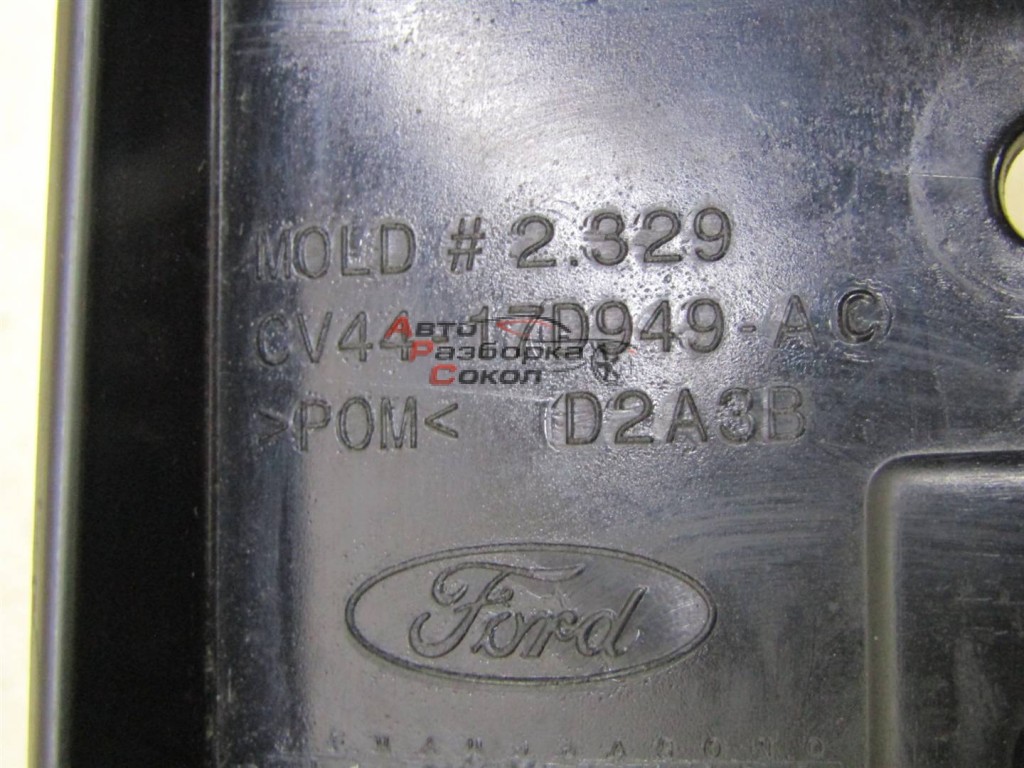 MOLD # 2.329
CV44-17D949-AC
АВТО
РАЗБОРКА
СОКОЛ
>POM< D2A3B
Ford